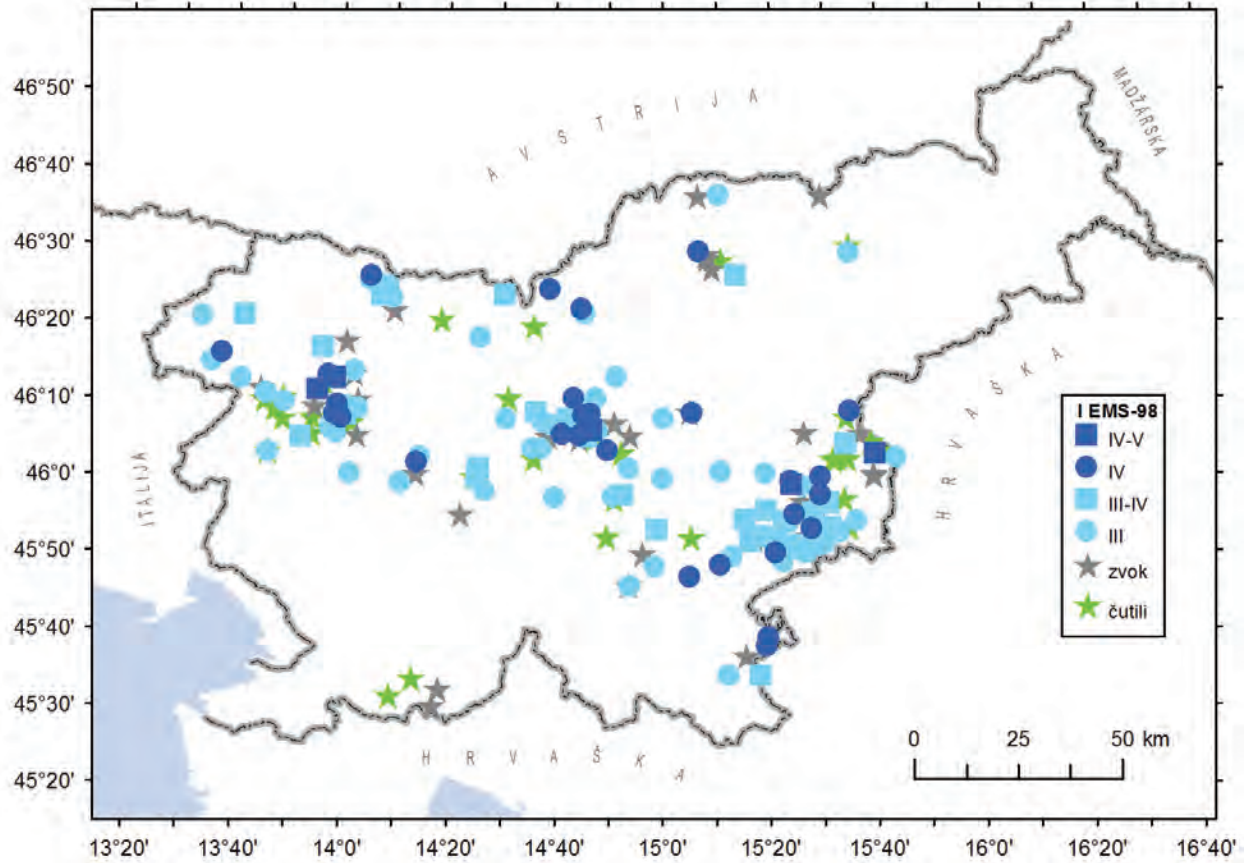 46°50'
46°40'
46°30'
46°20'
46°10'
46°0'
45°50'
45°40'
45°30'
45°20'
AVSTRIJA
MADŽARSKA
ITALIJA
HRVAŠKA
HRVAŠKA
I EMS-98
IV-V
IV
III-IV
III
zvok
čutili
0 25 50 km
13°20' 13°40' 14°0' 14°20' 14°40' 15°0' 15°20' 15°40' 16°0' 16°20' 16°40'